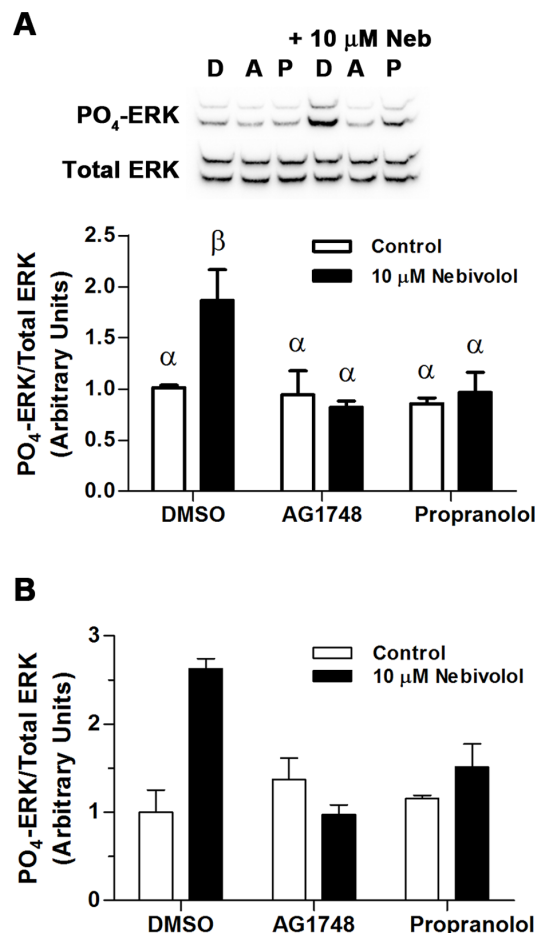 A
+ 10 µM Neb
D A P D A P
PO4-ERK
Total ERK
PO4-ERK/Total ERK
(Arbitrary Units)
2.5
2.0
1.5
1.0
0.5
0.0
Control
10 µM Nebivolol
α β α α α α
DMSO AG1748 Propranolol
B
PO4-ERK/Total ERK
(Arbitrary Units)
3
2
1
0
Control
10 µM Nebivolol
DMSO AG1748 Propranolol